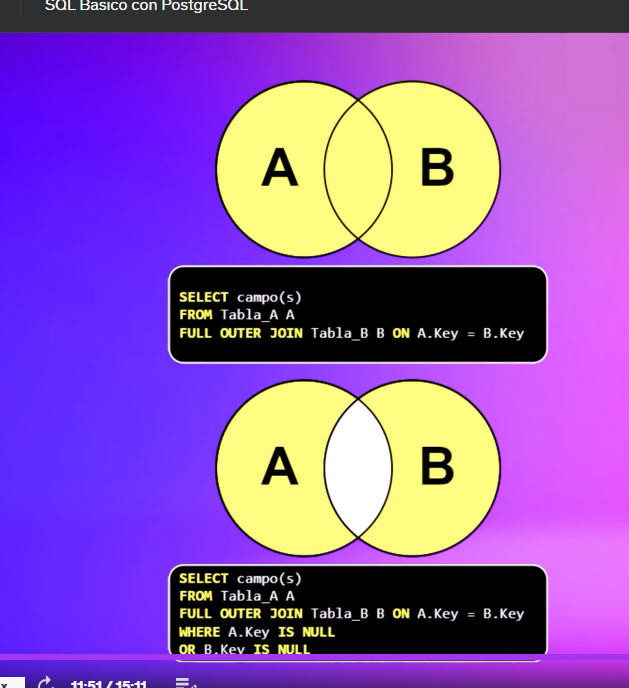 SQL Básico con PostgreSQL
A B
SELECT campo(s)
FROM Tabla_A A
FULL OUTER JOIN Tabla_B B ON A.Key = B.Key
A B
SELECT campo(s)
FROM Tabla_A A
FULL OUTER JOIN Tabla_B B ON A.Key = B.Key
WHERE A.Key IS NULL
OR B.Key IS NULL
x 11:51 / 15:11